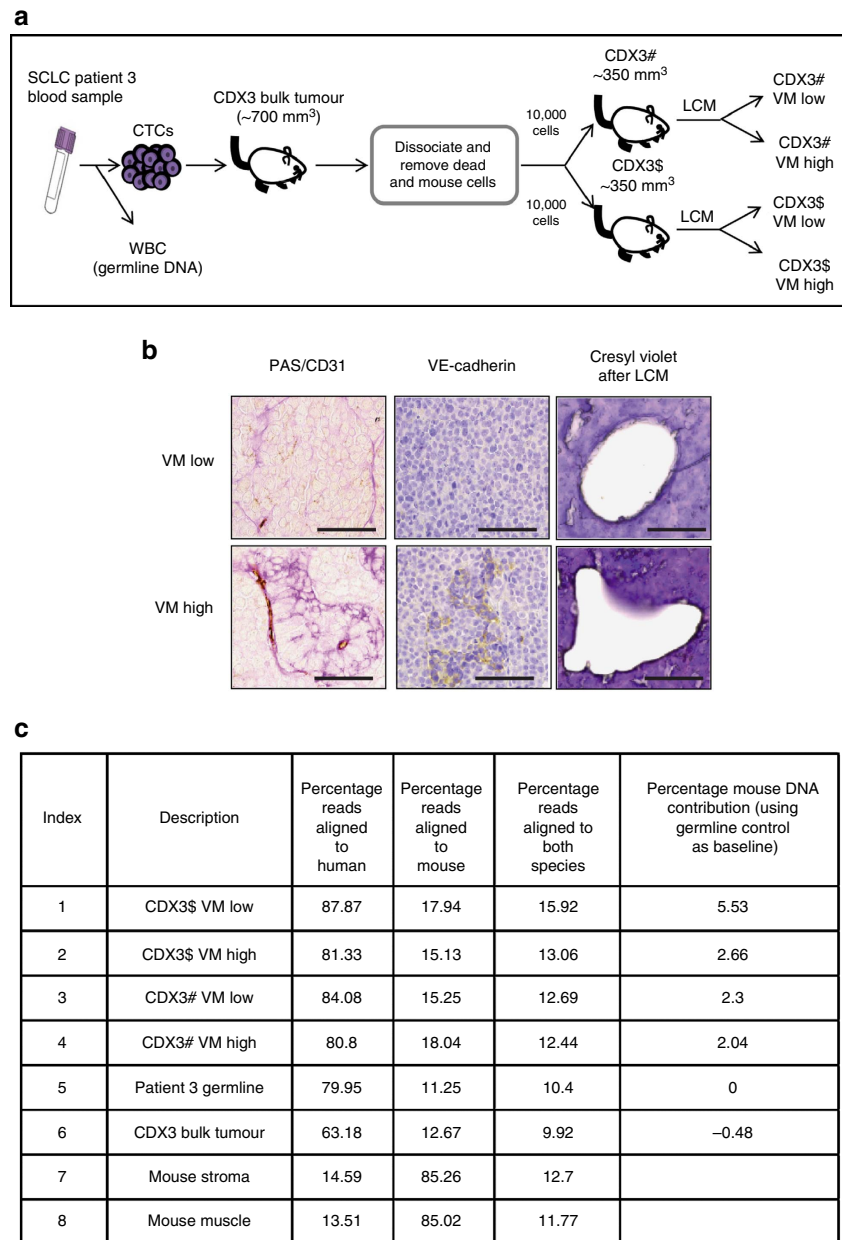 a
SCLC patient 3
blood sample
CTCs
WBC
(germline DNA)
CDX3 bulk tumour
(~700 mm³)
Dissociate and
remove dead
and mouse cells
10,000
cells
10,000
cells
CDX3#
~350 mm³
CDX3$
~350 mm³
LCM
LCM
CDX3#
VM low
CDX3#
VM high
CDX3$
VM low
CDX3$
VM high
b
PAS/CD31
VE-cadherin
Cresyl violet
after LCM
VM low
VM high
c
Index
Description
Percentage
reads
aligned
to
human
Percentage
reads
aligned
to
mouse
Percentage
reads
aligned to
both
species
Percentage mouse DNA
contribution (using
germline control
as baseline)
1 CDX3$ VM low 87.87 17.94 15.92 5.53
2 CDX3$ VM high 81.33 15.13 13.06 2.66
3 CDX3# VM low 84.08 15.25 12.69 2.3
4 CDX3# VM high 80.8 18.04 12.44 2.04
5 Patient 3 germline 79.95 11.25 10.4 0
6 CDX3 bulk tumour 63.18 12.67 9.92 –0.48
7 Mouse stroma 14.59 85.26 12.7
8 Mouse muscle 13.51 85.02 11.77